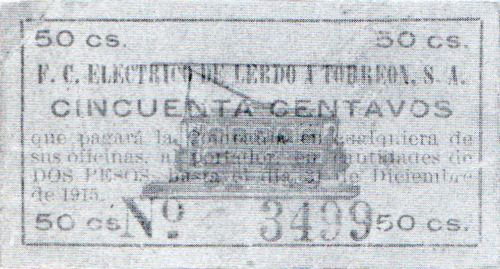 50 cs. 50 cs.
F. C. ELECTRICO DE LERDO A TORREON, S. A.
CINCUENTA CENTAVOS
que pagará la Compañía en cualquiera de
sus oficinas, al portador, en cantidades de
DOS PESOS, hasta el día 31 de Diciembre
de 1915.
50 cs. Nº 3499 50 cs.